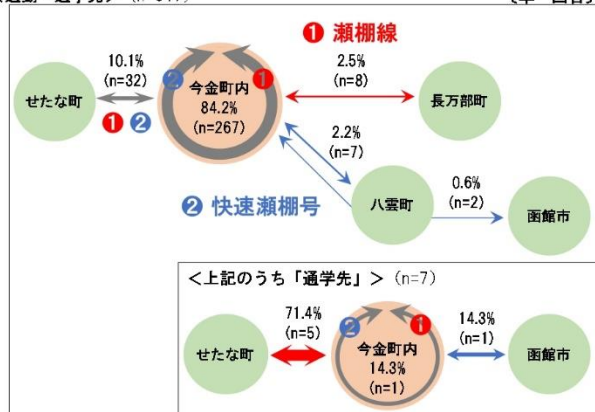 ❶ 瀬棚線
10.1%
(n=32)
せたな町
❶ ❷
❷
❶
今金町内
84.2%
(n=267)
2.5%
(n=8)
長万部町
2.2%
(n=7)
❷ 快速瀬棚号
八雲町
0.6%
(n=2)
函館市
＜上記のうち「通学先」＞ (n=7)
71.4%
(n=5)
せたな町
❷
❶
今金町内
14.3%
(n=1)
14.3%
(n=1)
函館市